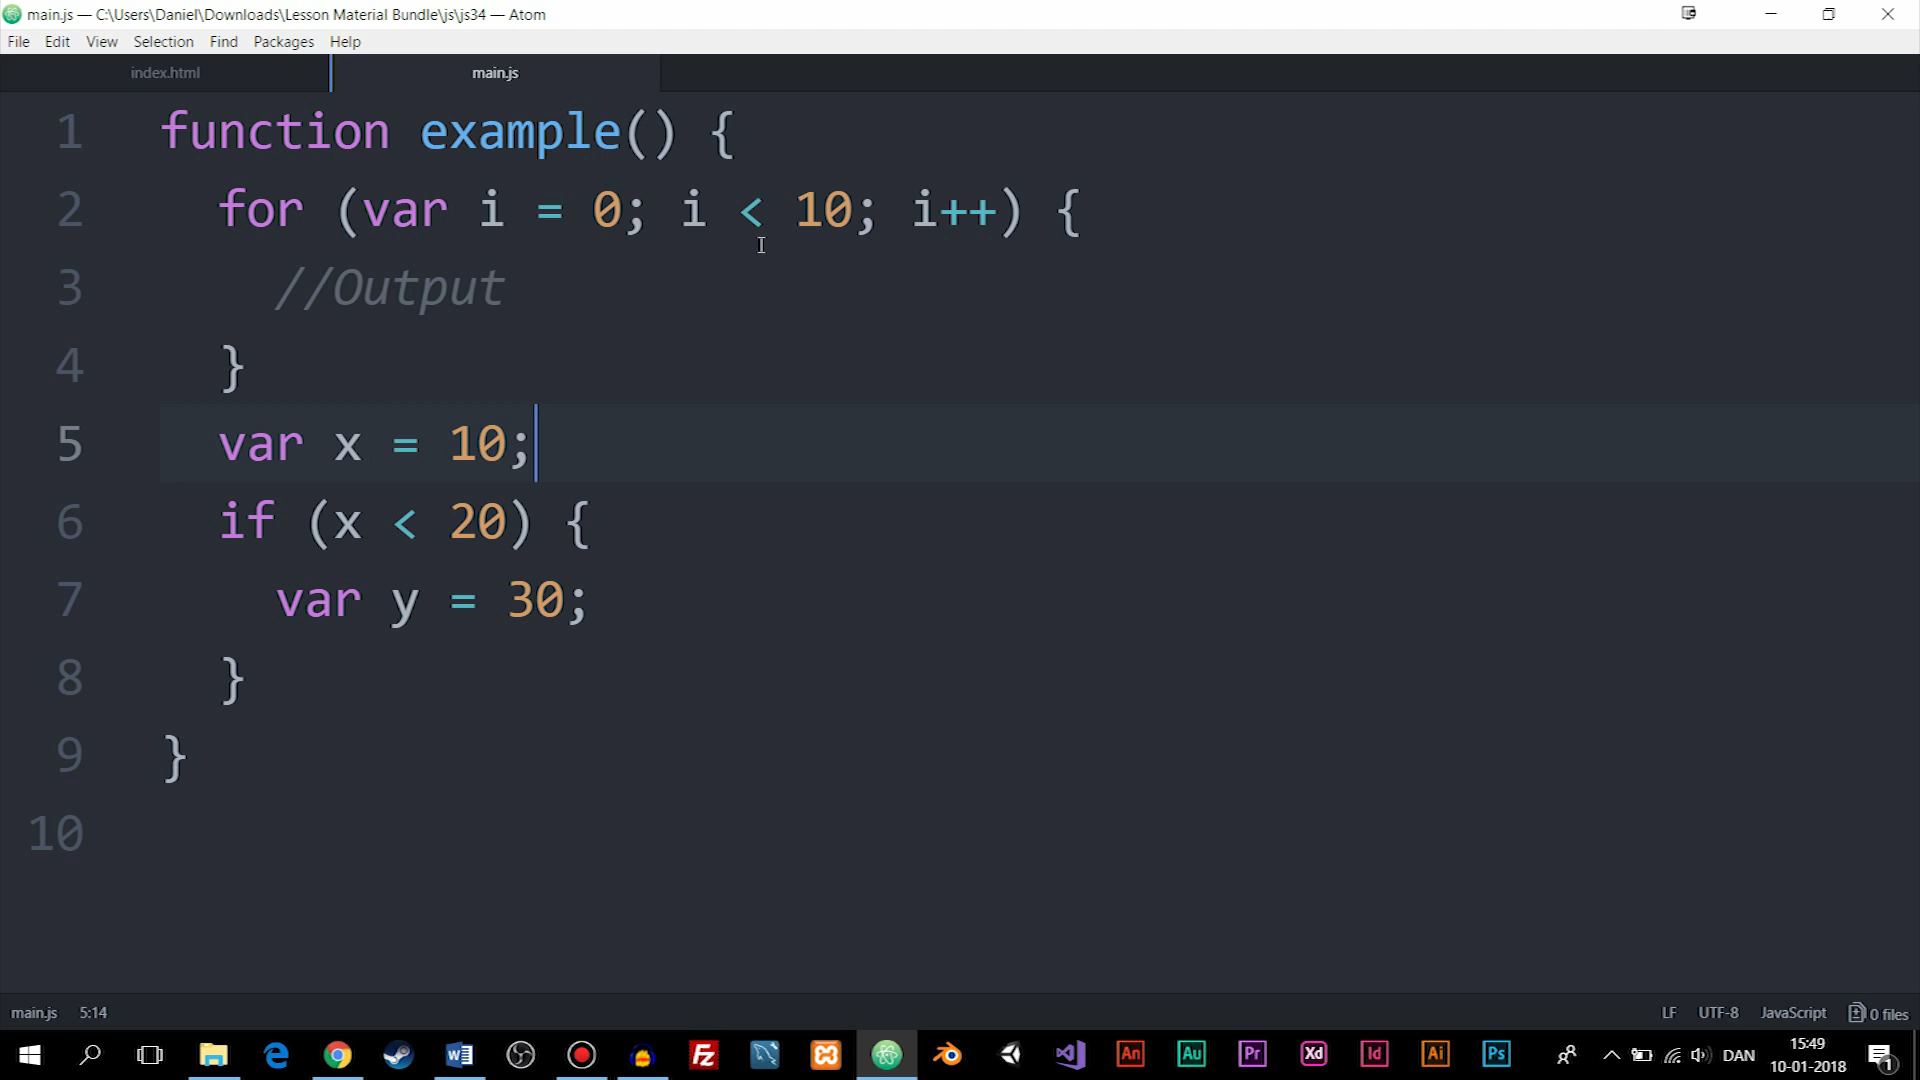 main.js — C:\Users\Daniel\Downloads\Lesson Material Bundle\js\js34 — Atom
File Edit View Selection Find Packages Help
index.html main.js
1 function example() {
2 for (var i = 0; i < 10; i++) {
3 //Output
4 }
5 var x = 10;
6 if (x < 20) {
7 var y = 30;
8 }
9 }
10
main.js 5:14 LF UTF-8 JavaScript 0 files
An Au Pr Xd Id Ai Ps DAN 15:49
10-01-2018 1